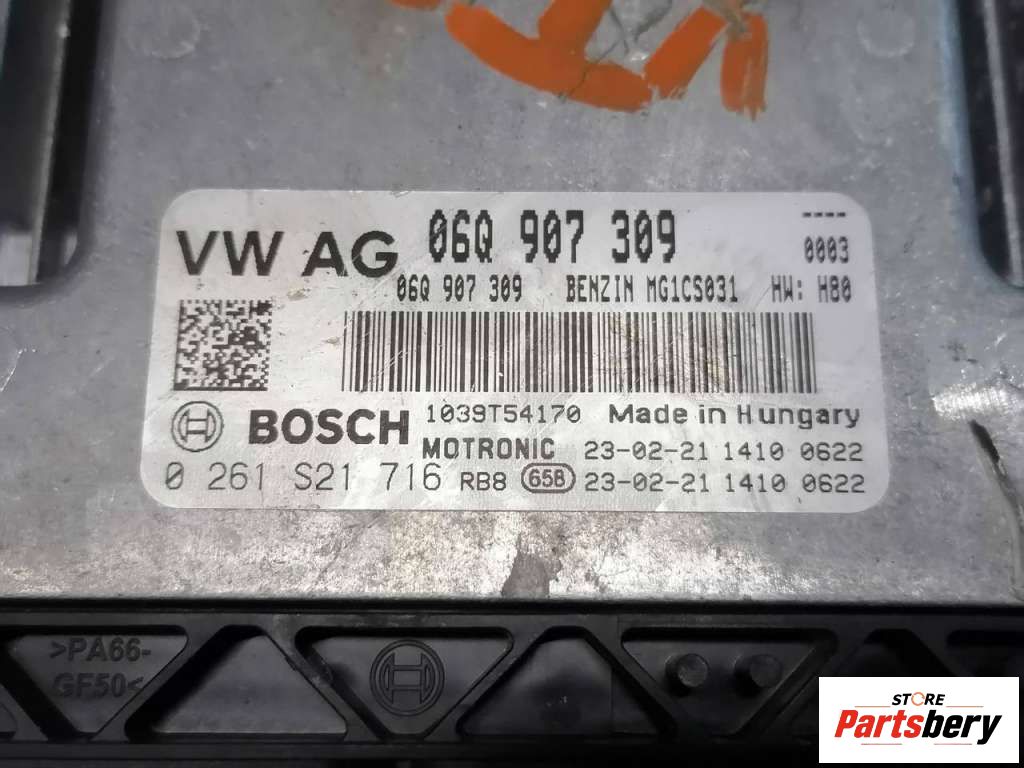 VW AG 06Q 907 309 ----
0003
06Q 907 309 BENZIN MG1CS031 HW: H80
BOSCH 1039T54170 Made in Hungary
MOTRONIC 23-02-21 1410 0622
0 261 S21 716 RB8 65B 23-02-21 1410 0622
>PA66-
GF50<
STORE
Partsbery